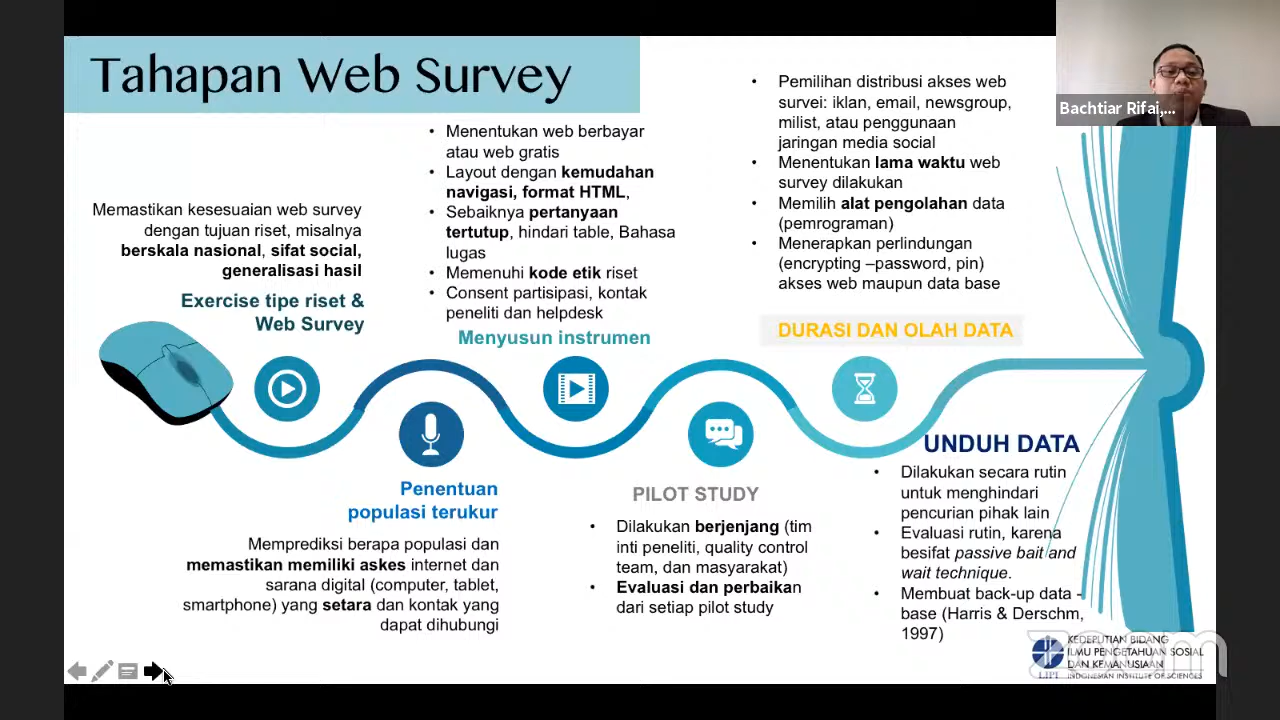 Tahapan Web Survey
Memastikan kesesuaian web survey
dengan tujuan riset, misalnya
berskala nasional, sifat social,
generalisasi hasil
Exercise tipe riset &
Web Survey
Penentuan
populasi terukur
Memprediksi berapa populasi dan
memastikan memiliki askes internet dan
sarana digital (computer, tablet,
smartphone) yang setara dan kontak yang
dapat dihubungi
• Menentukan web berbayar
atau web gratis
• Layout dengan kemudahan
navigasi, format HTML,
• Sebaiknya pertanyaan
tertutup, hindari table, Bahasa
lugas
• Memenuhi kode etik riset
• Consent partisipasi, kontak
peneliti dan helpdesk
Menyusun instrumen
PILOT STUDY
• Dilakukan berjenjang (tim
inti peneliti, quality control
team, dan masyarakat)
• Evaluasi dan perbaikan
dari setiap pilot study
• Pemilihan distribusi akses web
survei: iklan, email, newsgroup,
milist, atau penggunaan
jaringan media social
• Menentukan lama waktu web
survey dilakukan
• Memilih alat pengolahan data
(pemrograman)
• Menerapkan perlindungan
(encrypting –password, pin)
akses web maupun data base
DURASI DAN OLAH DATA
UNDUH DATA
• Dilakukan secara rutin
untuk menghindari
pencurian pihak lain
• Evaluasi rutin, karena
besifat passive bait and
wait technique.
• Membuat back-up data -
base (Harris & Derschm,
1997)
Bachtiar Rifai,...
LIPI
KEDEPUTIAN BIDANG
ILMU PENGETAHUAN SOSIAL
DAN KEMANUSIAAN
INDONESIAN INSTITUTE OF SCIENCES
zoom